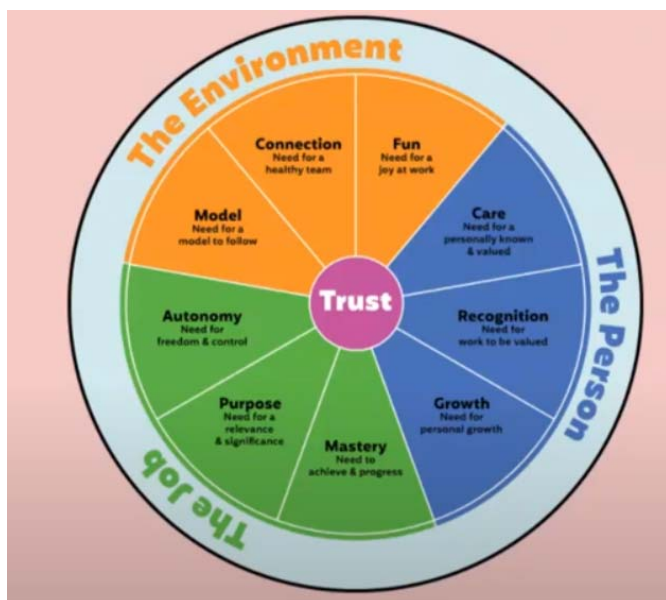 The Environment
Connection
Need for a
healthy team
Fun
Need for a
joy at work
Model
Need for a
model to follow
Care
Need for a
personally known
& valued
Trust
Autonomy
Need for
freedom & control
Recognition
Need for
work to be valued
Purpose
Need for a
relevance
& significance
Growth
Need for
personal growth
Mastery
Need to
achieve & progress
The Person
The Job